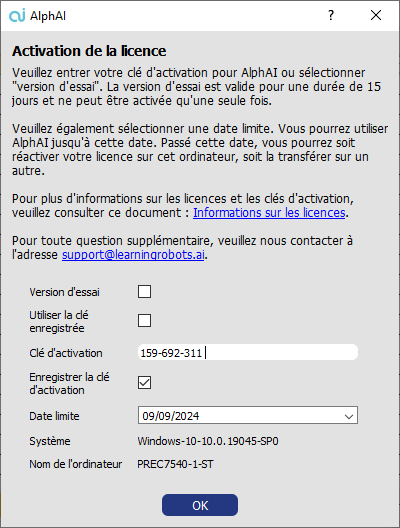 AlphAI
? ×
Activation de la licence
Veuillez entrer votre clé d'activation pour AlphAI ou sélectionner
"version d'essai". La version d'essai est valide pour une durée de 15
jours et ne peut être activée qu'une seule fois.
Veuillez également sélectionner une date limite. Vous pourrez utiliser
AlphAI jusqu'à cette date. Passé cette date, vous pourrez soit
réactiver votre licence sur cet ordinateur, soit la transférer sur un
autre.
Pour plus d'informations sur les licences et les clés d'activation,
veuillez consulter ce document : Informations sur les licences.
Pour toute question supplémentaire, veuillez nous contacter à
l'adresse support@learningrobots.ai.
Version d'essai
Utiliser la clé
enregistrée
Clé d'activation 159-692-311
Enregistrer la clé
d'activation
Date limite 09/09/2024
Système Windows-10-10.0.19045-SP0
Nom de l'ordinateur PREC7540-1-ST
OK